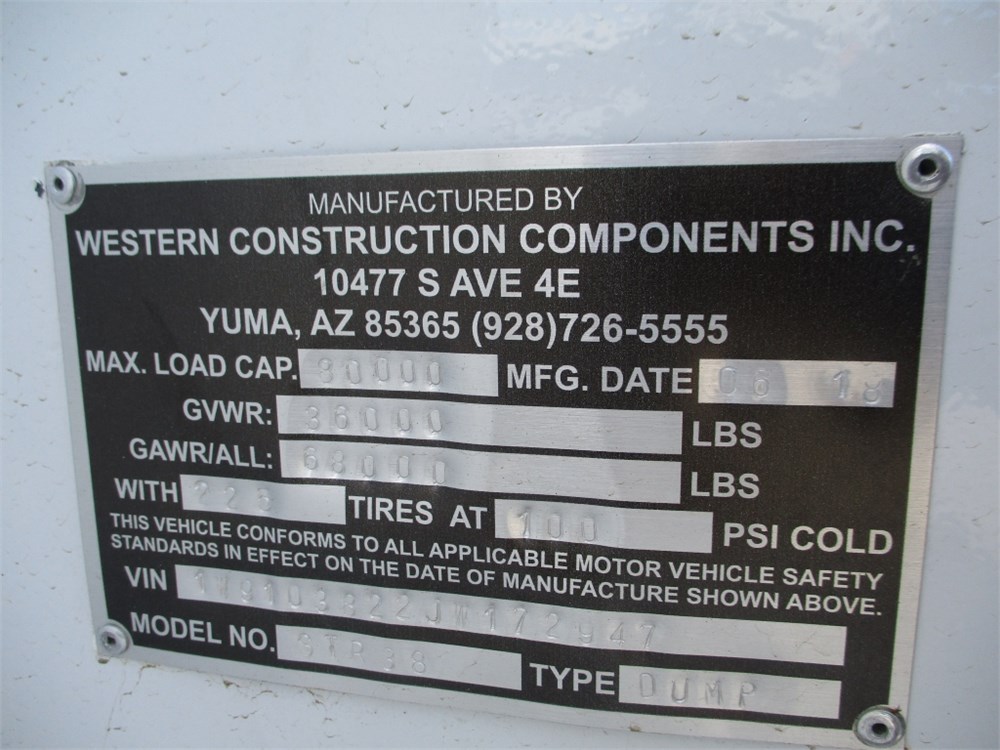 MANUFACTURED BY
WESTERN CONSTRUCTION COMPONENTS INC.
10477 S AVE 4E
YUMA, AZ 85365 (928)726-5555
MAX. LOAD CAP. 80000 MFG. DATE 06 18
GVWR: 36000 LBS
GAWR/ALL: 68000 LBS
WITH TIRES AT 100 PSI COLD
THIS VEHICLE CONFORMS TO ALL APPLICABLE MOTOR VEHICLE SAFETY
STANDARDS IN EFFECT ON THE DATE OF MANUFACTURE SHOWN ABOVE.
VIN
MODEL NO. TYPE DUMP